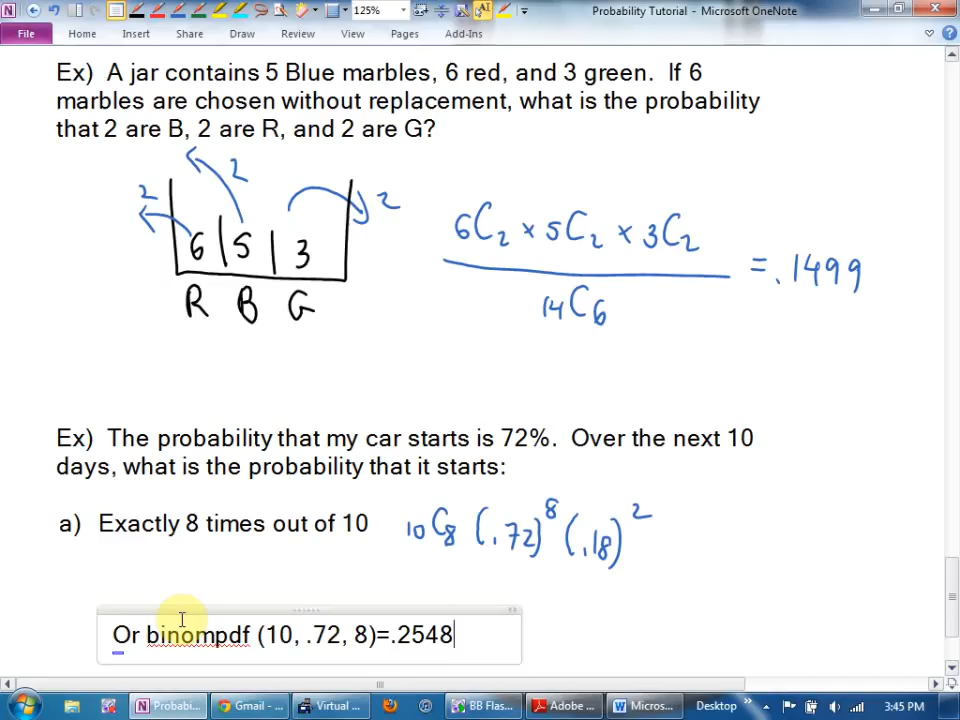 125%
Probability Tutorial - Microsoft OneNote
File Home Insert Share Draw Review View Pages Add-Ins
Ex) A jar contains 5 Blue marbles, 6 red, and 3 green. If 6
marbles are chosen without replacement, what is the probability
that 2 are B, 2 are R, and 2 are G?
2 2 2
6 5 3
R B G
6C2 × 5C2 × 3C2
14C6
= .1499
Ex) The probability that my car starts is 72%. Over the next 10
days, what is the probability that it starts:
a) Exactly 8 times out of 10
10C8 (.72)^8 (.18)^2
Or binompdf (10, .72, 8)=.2548
Probabi... Gmail - ... Virtual ... BB Flas... Adobe ... Micros... Desktop » 3:45 PM